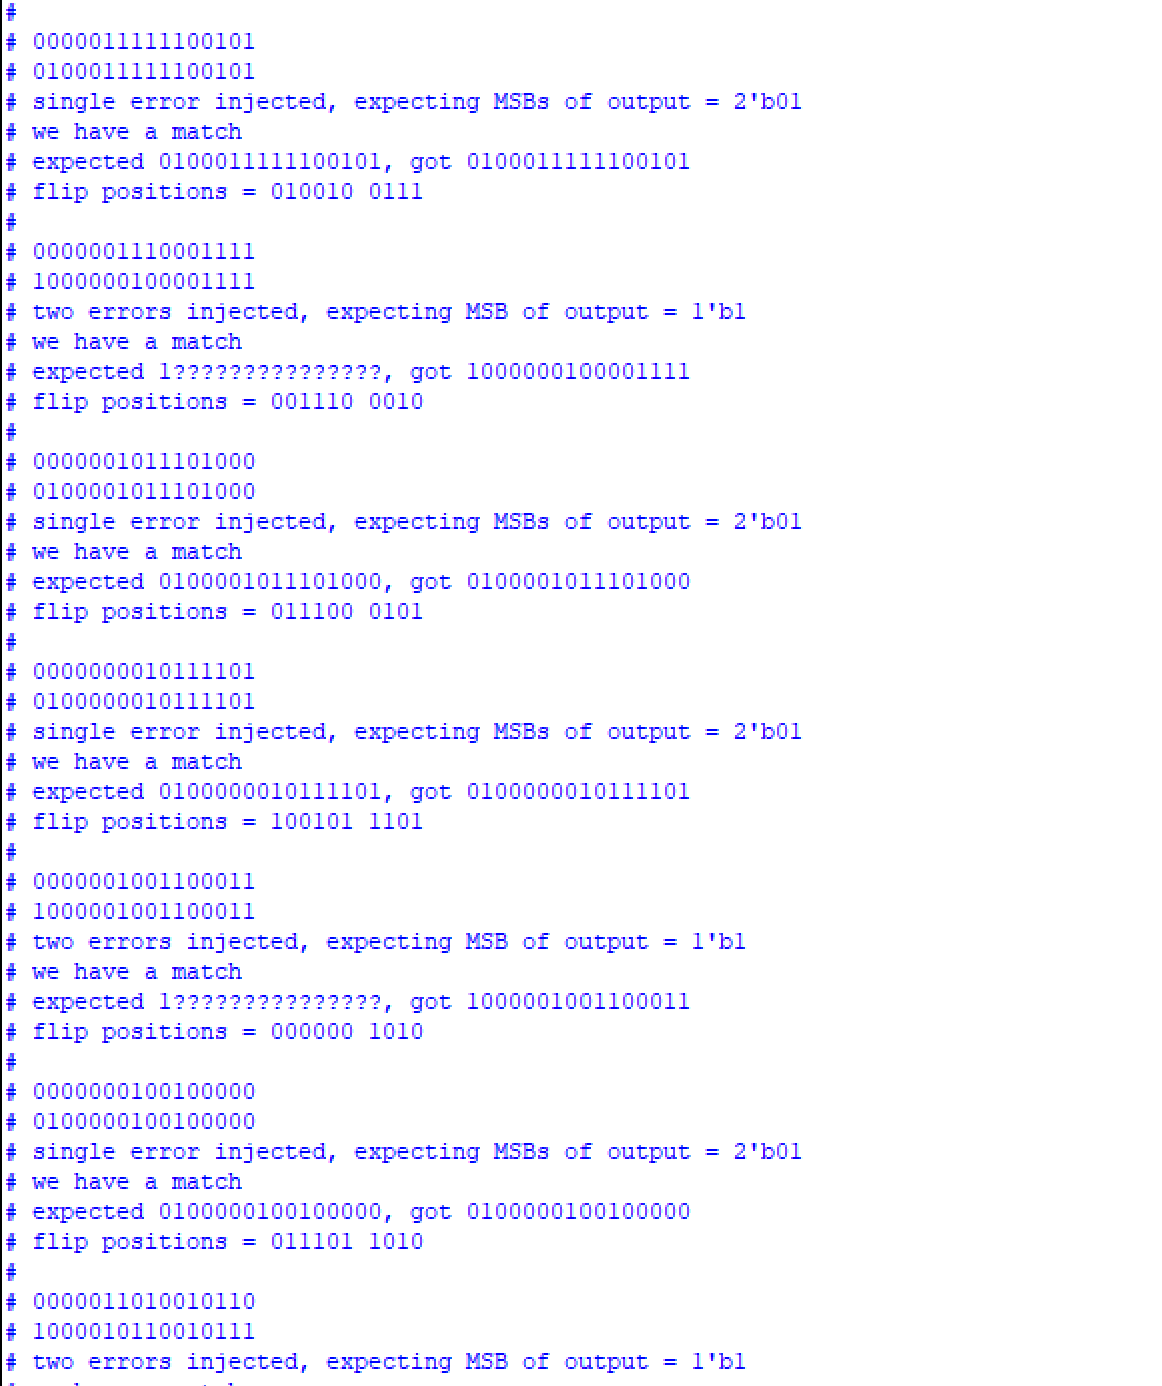 #
# 0000011111100101
# 0100011111100101
# single error injected, expecting MSBs of output = 2'b01
# we have a match
# expected 0100011111100101, got 0100011111100101
# flip positions = 010010 0111
#
# 0000001110001111
# 1000000100001111
# two errors injected, expecting MSB of output = 1'b1
# we have a match
# expected 1???????????????, got 1000000100001111
# flip positions = 001110 0010
#
# 0000001011101000
# 0100001011101000
# single error injected, expecting MSBs of output = 2'b01
# we have a match
# expected 0100001011101000, got 0100001011101000
# flip positions = 011100 0101
#
# 0000000010111101
# 0100000010111101
# single error injected, expecting MSBs of output = 2'b01
# we have a match
# expected 0100000010111101, got 0100000010111101
# flip positions = 100101 1101
#
# 0000001001100011
# 1000001001100011
# two errors injected, expecting MSB of output = 1'b1
# we have a match
# expected 1???????????????, got 1000001001100011
# flip positions = 000000 1010
#
# 0000000100100000
# 0100000100100000
# single error injected, expecting MSBs of output = 2'b01
# we have a match
# expected 0100000100100000, got 0100000100100000
# flip positions = 011101 1010
#
# 0000011010010110
# 1000010110010111
# two errors injected, expecting MSB of output = 1'b1